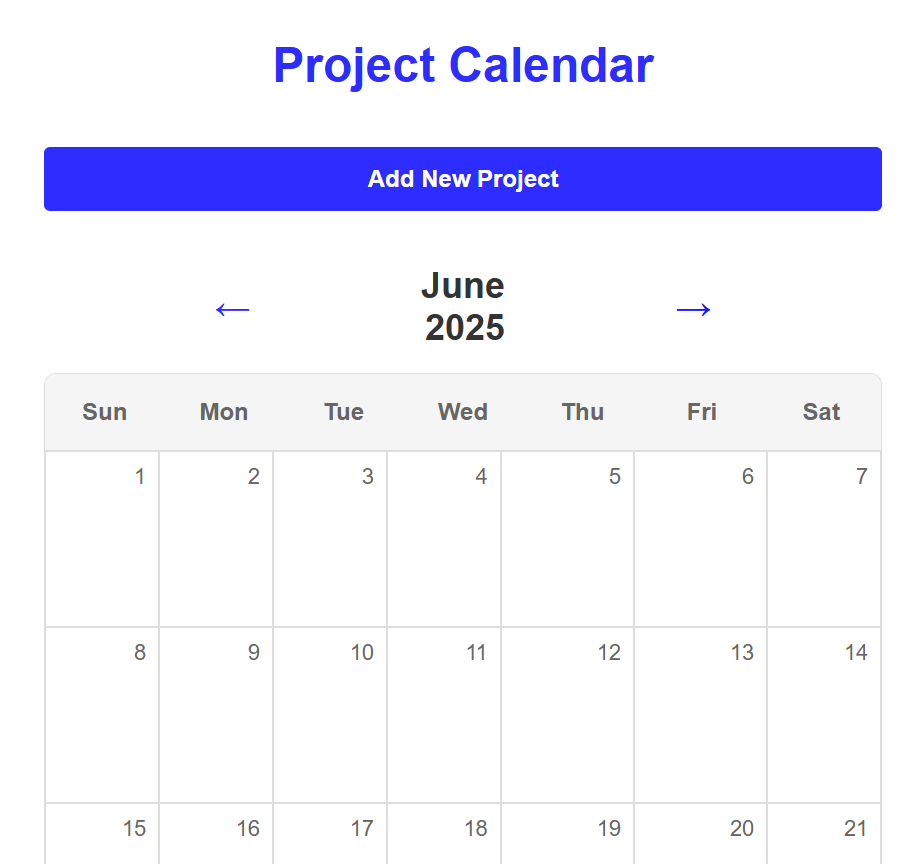 Project Calendar
Add New Project
← June →
2025
Sun Mon Tue Wed Thu Fri Sat
1 2 3 4 5 6 7
8 9 10 11 12 13 14
15 16 17 18 19 20 21